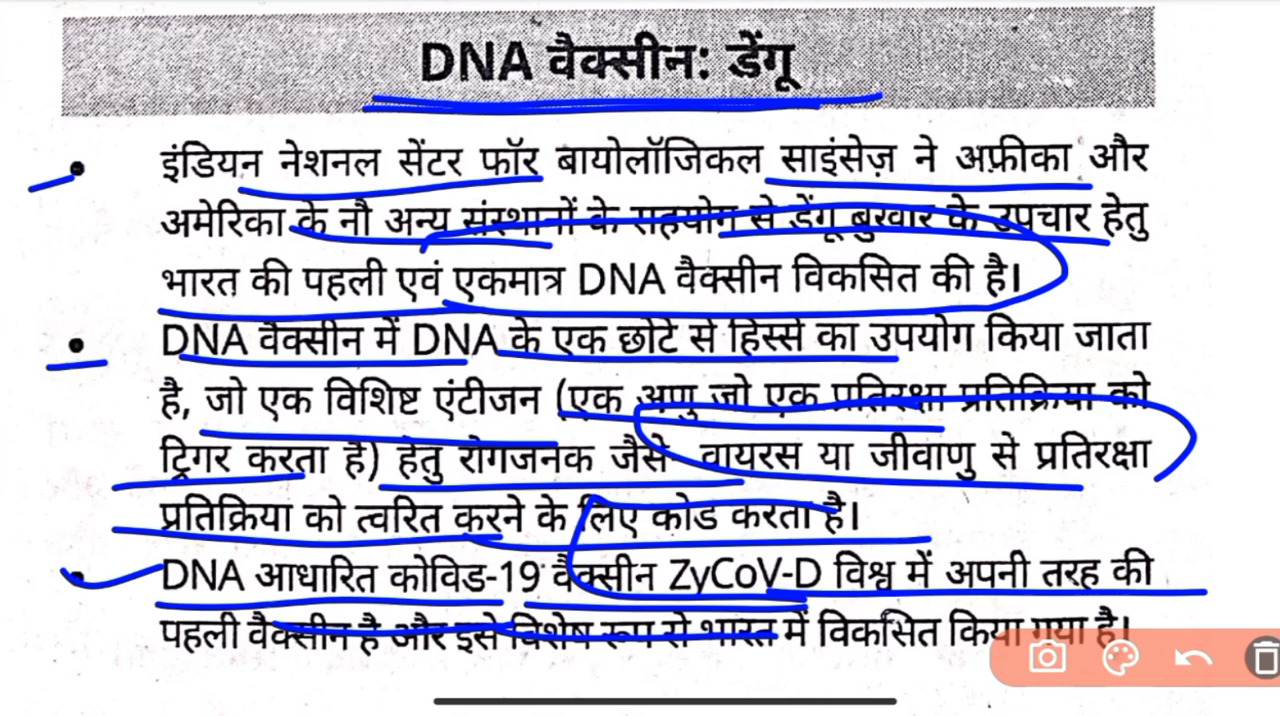 DNA वैक्सीन: डेंगू
• इंडियन नेशनल सेंटर फॉर बायोलॉजिकल साइंसेज़ ने अफ़्रीका और
अमेरिका के नौ अन्य संस्थानों के सहयोग से डेंगू बुखार के उपचार हेतु
भारत की पहली एवं एकमात्र DNA वैक्सीन विकसित की है।
• DNA वैक्सीन में DNA के एक छोटे से हिस्से का उपयोग किया जाता
है, जो एक विशिष्ट एंटीजन (एक अणु जो एक प्रतिरक्षा प्रतिक्रिया को
ट्रिगर करता है) हेतु रोगजनक जैसे वायरस या जीवाणु से प्रतिरक्षा
प्रतिक्रिया को त्वरित करने के लिए कोड करता है।
• DNA आधारित कोविड-19 वैक्सीन ZyCoV-D विश्व में अपनी तरह की
पहली वैक्सीन है और इसे विशेष रूप से भारत में विकसित किया गया है।